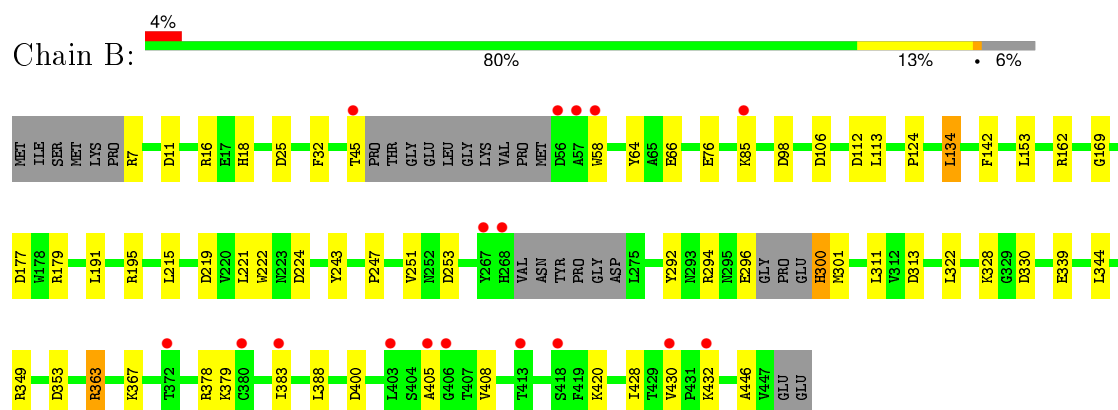 4%
Chain B:
80% 13% • 6%
MET ILE SER MET LYS PRO R7 D11 R16 E17 H18 D25 F32 T45 PRO THR GLY GLU LEU GLY LYS VAL PRO MET D56 A57 W58 Y64 A65 E66 E76 K85 D98 D106 D112 L113 P124 L134 F142 L153 R162 G169
D177 W178 R179 L191 R195 L215 D219 V220 L221 W222 N223 D224 Y243 P247 V251 N252 D253 Y267 H268 VAL ASN TYR PRO GLY ASP L275 Y292 N293 R294 N295 E296 GLY PRO GLU H300 M301 L311 V312 D313 L322 K328 G329 D330 E339 L344
R349 D353 R363 K367 T372 R378 K379 C380 I383 L388 D400 L403 S404 A405 G406 T407 V408 T413 S418 F419 K420 I428 T429 V430 P431 K432 A446 V447 GLU GLU